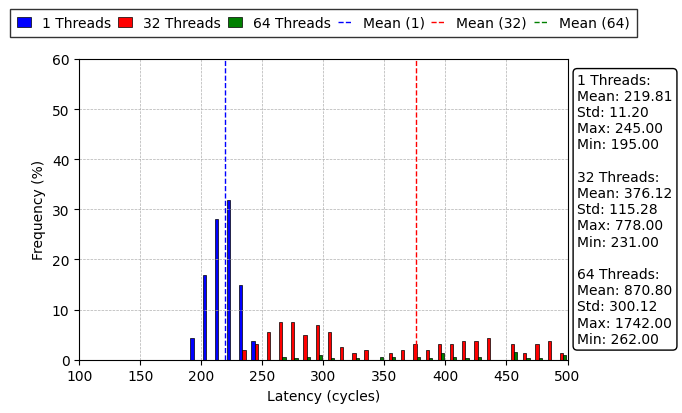 1 Threads 32 Threads 64 Threads Mean (1) Mean (32) Mean (64)
60
50
40
30
20
10
0
Frequency (%)
100 150 200 250 300 350 400 450 500
Latency (cycles)
1 Threads:
Mean: 219.81
Std: 11.20
Max: 245.00
Min: 195.00
32 Threads:
Mean: 376.12
Std: 115.28
Max: 778.00
Min: 231.00
64 Threads:
Mean: 870.80
Std: 300.12
Max: 1742.00
Min: 262.00